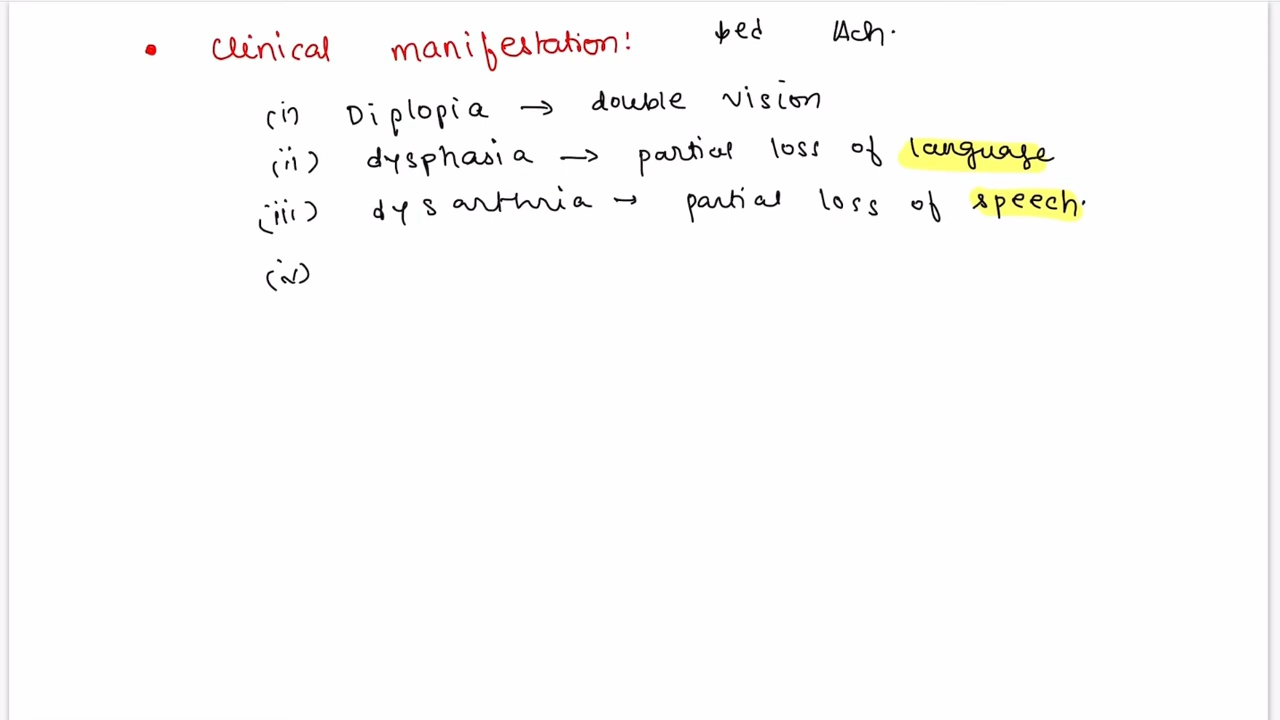 • Clinical manifestation: ↓ed Ach.
(i) Diplopia → double vision
(ii) dysphasia → partial loss of language
(iii) dysarthria → partial loss of speech.
(iv)